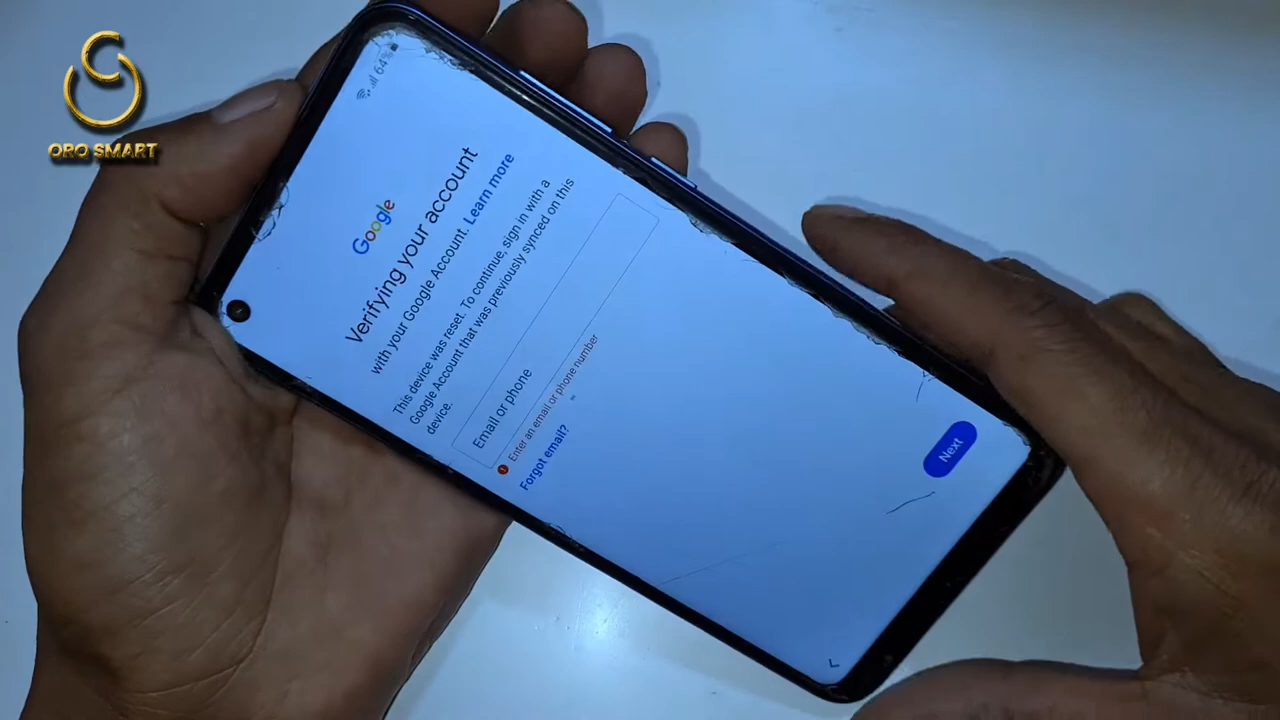 ORO SMART
64%
Google
Verifying your account
with your Google Account. Learn more
This device was reset. To continue, sign in with a
Google Account that was previously synced on this
device.
Email or phone
Enter an email or phone number
Forgot email?
Next